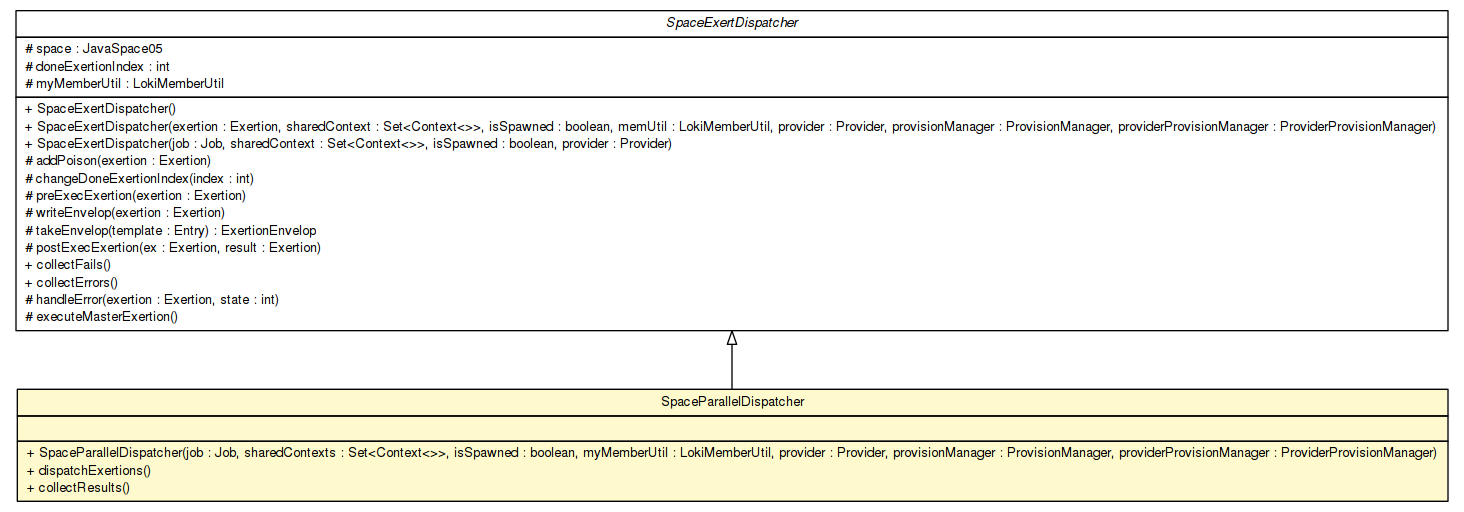 SpaceExertDispatcher
# space : JavaSpace05
# doneExertionIndex : int
# myMemberUtil : LokiMemberUtil
+ SpaceExertDispatcher()
+ SpaceExertDispatcher(exertion : Exertion, sharedContext : Set<Context<>>, isSpawned : boolean, memUtil : LokiMemberUtil, provider : Provider, provisionManager : ProvisionManager, providerProvisionManager : ProviderProvisionManager)
+ SpaceExertDispatcher(job : Job, sharedContext : Set<Context<>>, isSpawned : boolean, provider : Provider)
# addPoison(exertion : Exertion)
# changeDoneExertionIndex(index : int)
# preExecExertion(exertion : Exertion)
# writeEnvelop(exertion : Exertion)
# takeEnvelop(template : Entry) : ExertionEnvelop
# postExecExertion(ex : Exertion, result : Exertion)
+ collectFails()
+ collectErrors()
# handleError(exertion : Exertion, state : int)
# executeMasterExertion()
SpaceParallelDispatcher
+ SpaceParallelDispatcher(job : Job, sharedContexts : Set<Context<>>, isSpawned : boolean, myMemberUtil : LokiMemberUtil, provider : Provider, provisionManager : ProvisionManager, providerProvisionManager : ProviderProvisionManager)
+ dispatchExertions()
+ collectResults()